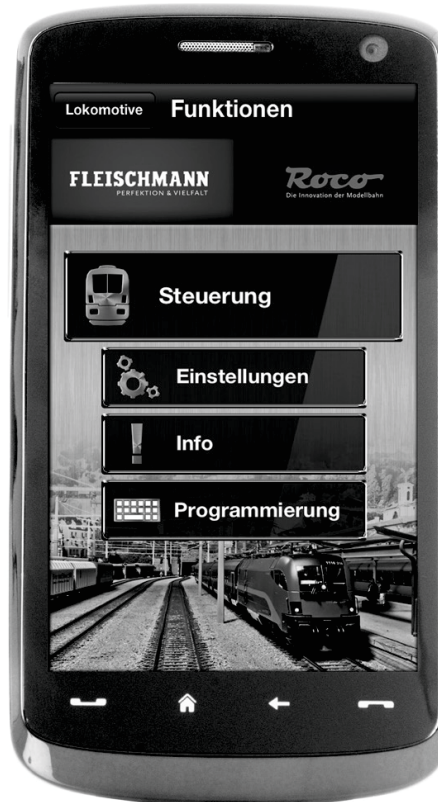 Lokomotive
Funktionen
FLEISCHMANN
PERFEKTION & VIELFALT
Roco
Die Innovation der Modellbahn
Steuerung
Einstellungen
Info
Programmierung